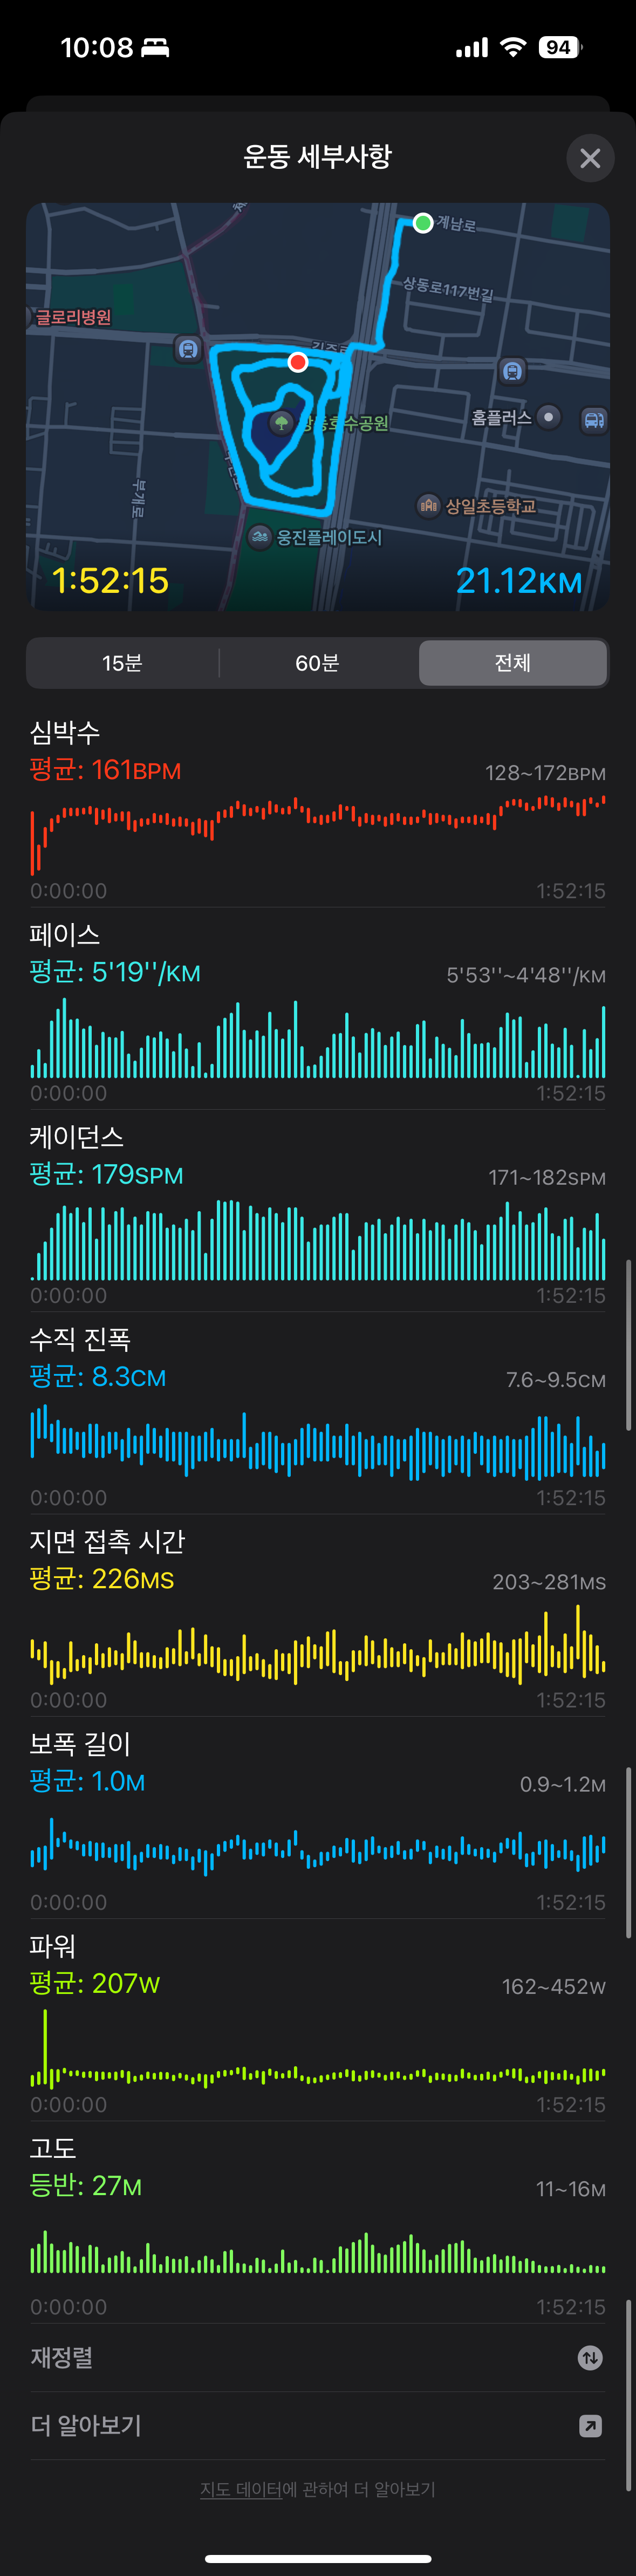 10:08
94
운동 세부사항
계남로
상동로117번길
글로리병원
길주로
홈플러스
상동호수공원
부개로
상일초등학교
웅진플레이도시
1:52:15
21.12KM
15분
60분
전체
심박수
평균: 161BPM
128~172BPM
0:00:00
1:52:15
페이스
평균: 5'19''/KM
5'53''~4'48''/KM
0:00:00
1:52:15
케이던스
평균: 179SPM
171~182SPM
0:00:00
1:52:15
수직 진폭
평균: 8.3CM
7.6~9.5CM
0:00:00
1:52:15
지면 접촉 시간
평균: 226MS
203~281MS
0:00:00
1:52:15
보폭 길이
평균: 1.0M
0.9~1.2M
0:00:00
1:52:15
파워
평균: 207W
162~452W
0:00:00
1:52:15
고도
등반: 27M
11~16M
0:00:00
1:52:15
재정렬
더 알아보기
지도 데이터에 관하여 더 알아보기